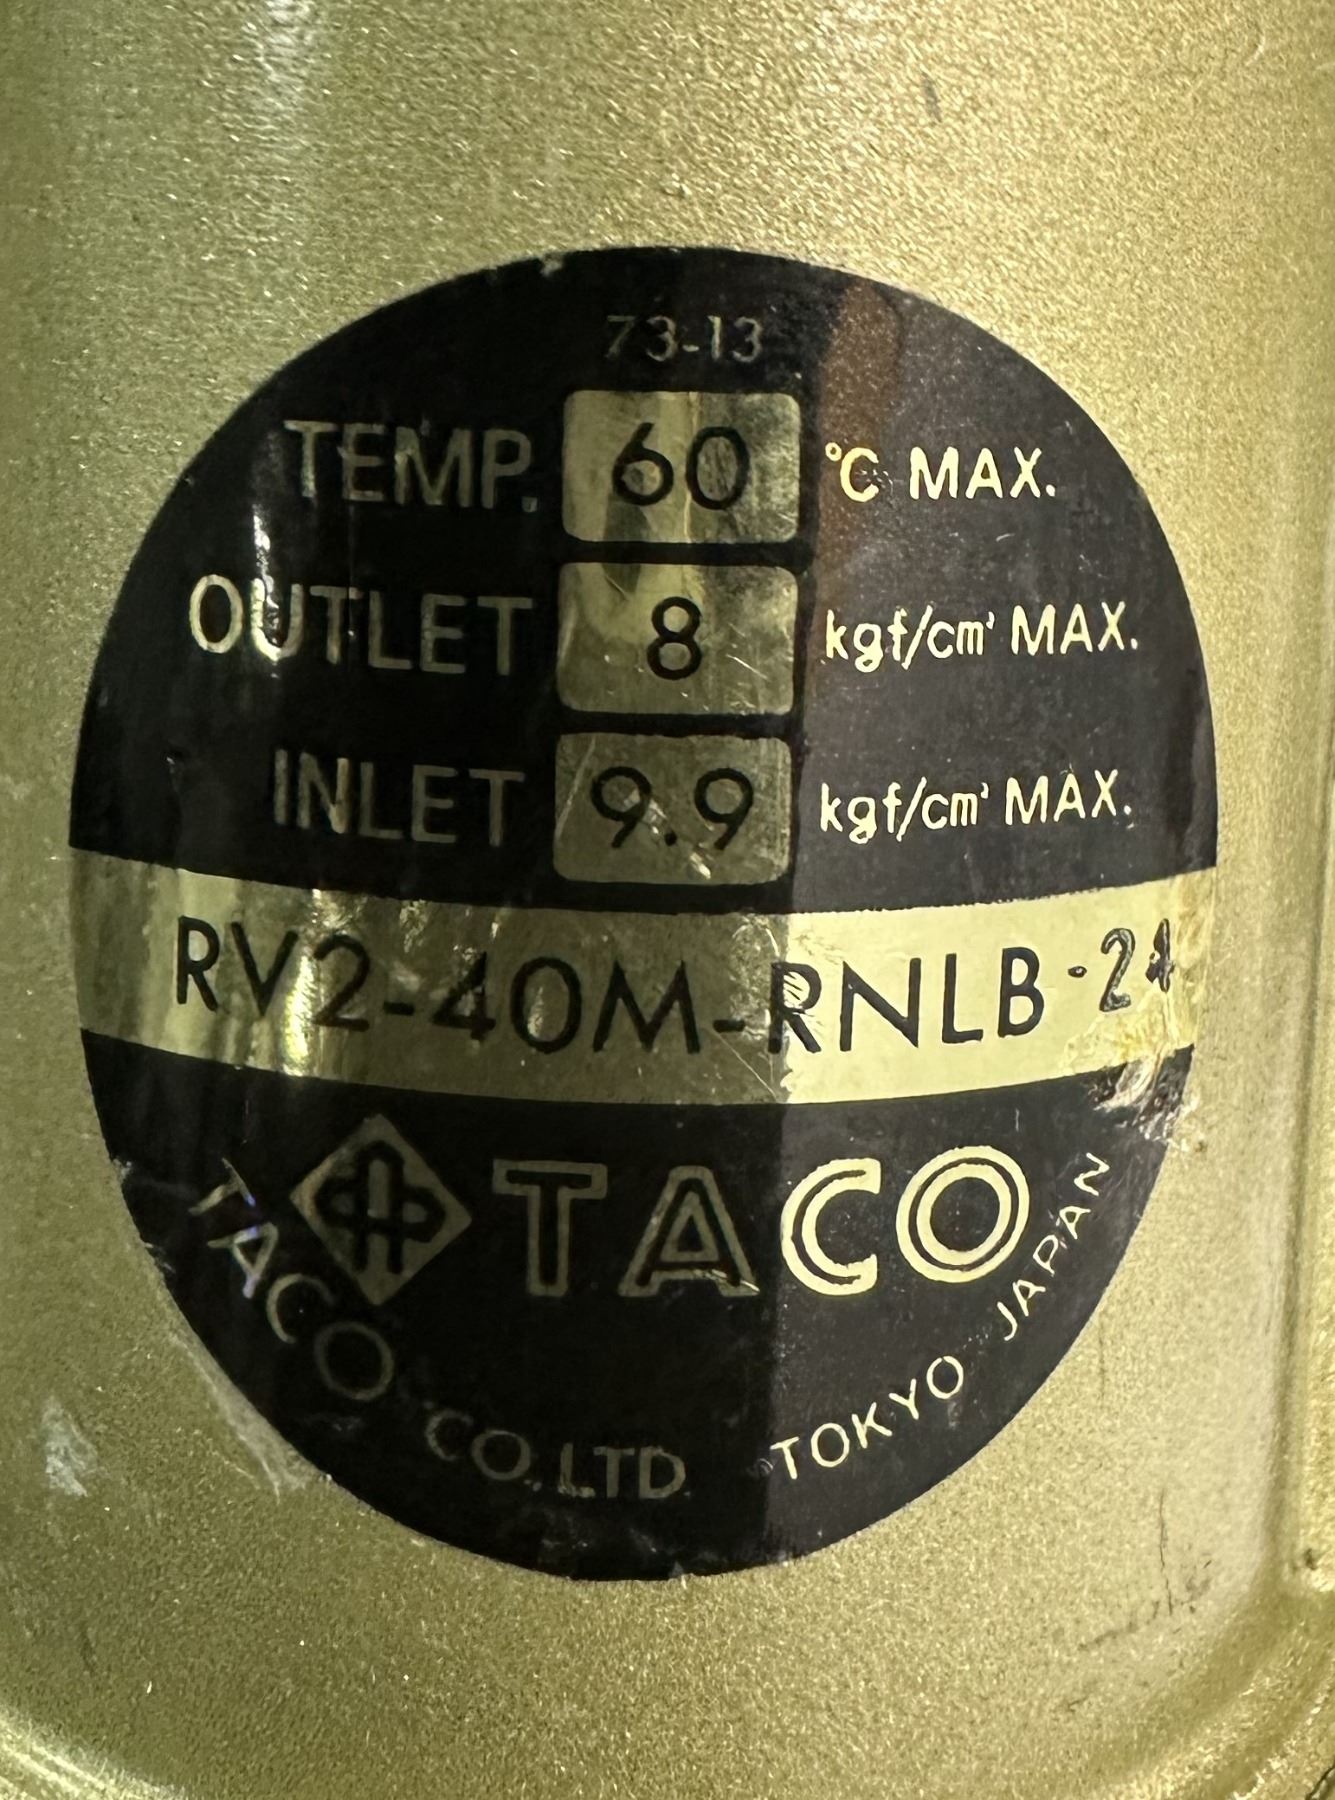 73-13
TEMP. 60 °C MAX.
OUTLET 8 kgf/cm² MAX.
INLET 9.9 kgf/cm² MAX.
RV2-40M-RNLB-24
TACO
TACO CO.LTD. TOKYO JAPAN